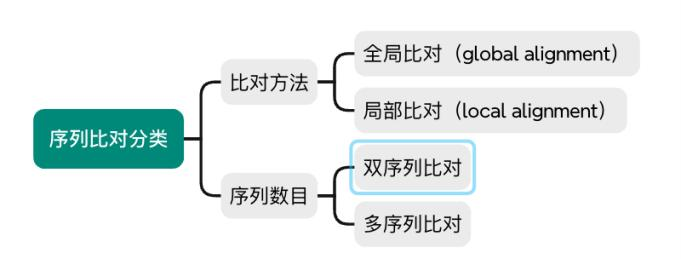 序列比对分类
比对方法
全局比对（global alignment）
局部比对（local alignment）
序列数目
双序列比对
多序列比对